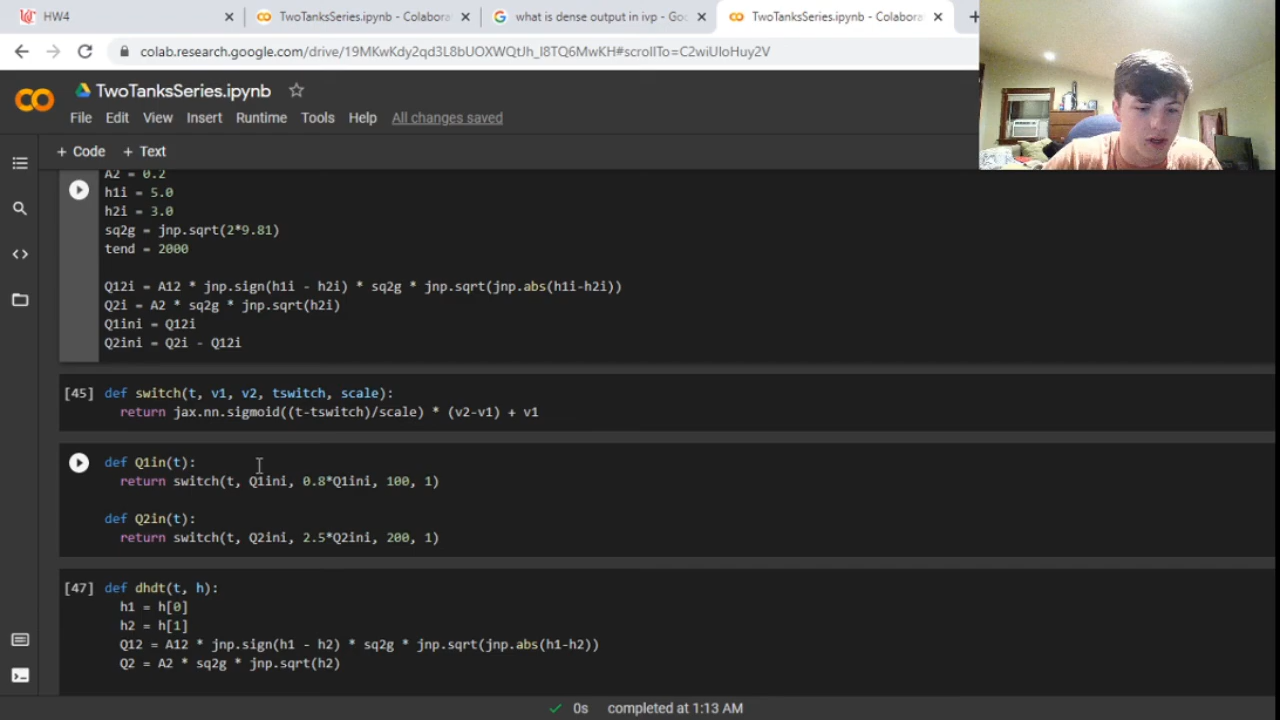 HW4
TwoTanksSeries.ipynb - Colabora
what is dense output in ivp - Goo
TwoTanksSeries.ipynb - Colabora
colab.research.google.com/drive/19MKwKdy2qd3L8bUOXWQtJh_I8TQ6MwKH#scrollTo=C2wiUIoHuy2V
TwoTanksSeries.ipynb
File Edit View Insert Runtime Tools Help All changes saved
+ Code + Text
A2 = 0.2
h1i = 5.0
h2i = 3.0
sq2g = jnp.sqrt(2*9.81)
tend = 2000
Q12i = A12 * jnp.sign(h1i - h2i) * sq2g * jnp.sqrt(jnp.abs(h1i-h2i))
Q2i = A2 * sq2g * jnp.sqrt(h2i)
Q1ini = Q12i
Q2ini = Q2i - Q12i
[45] def switch(t, v1, v2, tswitch, scale):
return jax.nn.sigmoid((t-tswitch)/scale) * (v2-v1) + v1
def Q1in(t):
return switch(t, Q1ini, 0.8*Q1ini, 100, 1)
def Q2in(t):
return switch(t, Q2ini, 2.5*Q2ini, 200, 1)
[47] def dhdt(t, h):
h1 = h[0]
h2 = h[1]
Q12 = A12 * jnp.sign(h1 - h2) * sq2g * jnp.sqrt(jnp.abs(h1-h2))
Q2 = A2 * sq2g * jnp.sqrt(h2)
0s completed at 1:13 AM